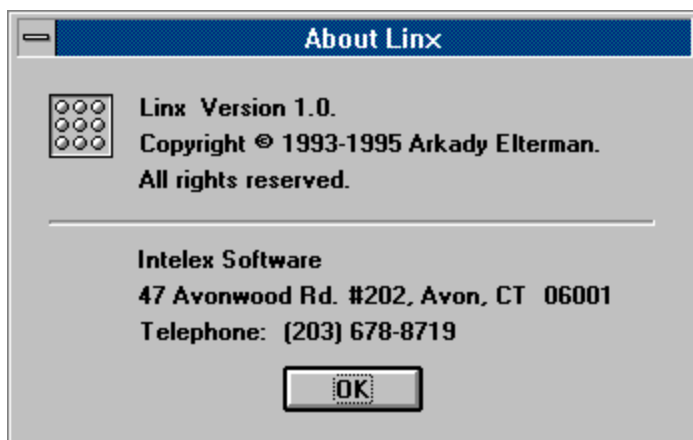 About Linx
Linx  Version 1.0.
Copyright © 1993-1995 Arkady Elterman.
All rights reserved.
Intelex Software
47 Avonwood Rd. #202, Avon, CT  06001
Telephone:  (203) 678-8719
OK